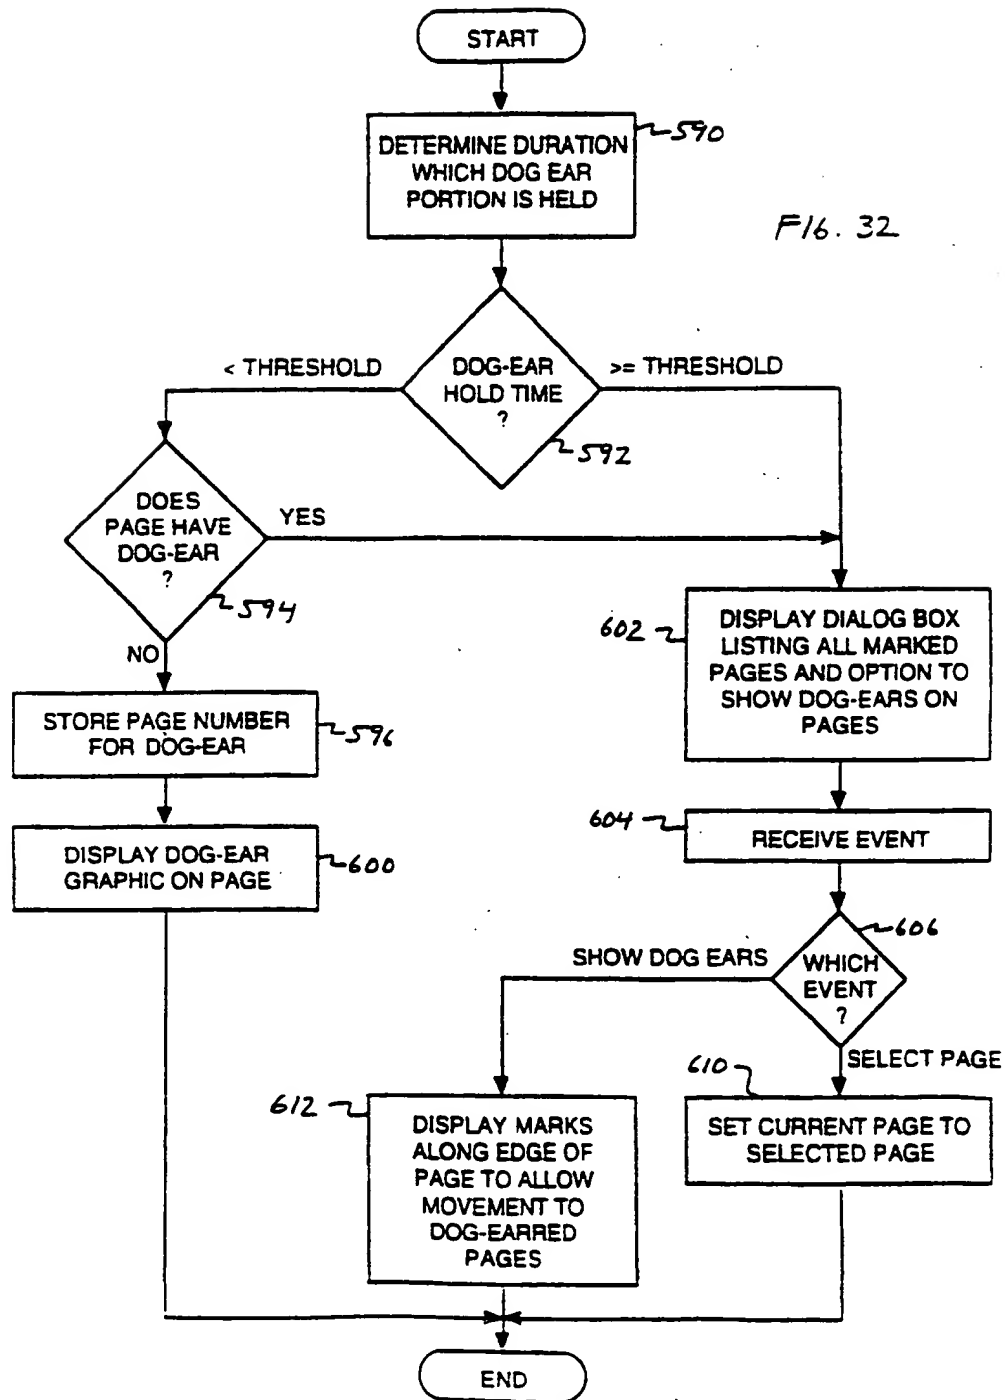 START
DETERMINE DURATION
WHICH DOG EAR
PORTION IS HELD
590
FIG. 32
< THRESHOLD
DOG-EAR
HOLD TIME
?
>= THRESHOLD
592
DOES
PAGE HAVE
DOG-EAR
?
YES
594
NO
STORE PAGE NUMBER
FOR DOG-EAR
596
DISPLAY DOG-EAR
GRAPHIC ON PAGE
600
602
DISPLAY DIALOG BOX
LISTING ALL MARKED
PAGES AND OPTION TO
SHOW DOG-EARS ON
PAGES
604
RECEIVE EVENT
606
SHOW DOG EARS
WHICH
EVENT
?
SELECT PAGE
610
SET CURRENT PAGE TO
SELECTED PAGE
612
DISPLAY MARKS
ALONG EDGE OF
PAGE TO ALLOW
MOVEMENT TO
DOG-EARRED
PAGES
END